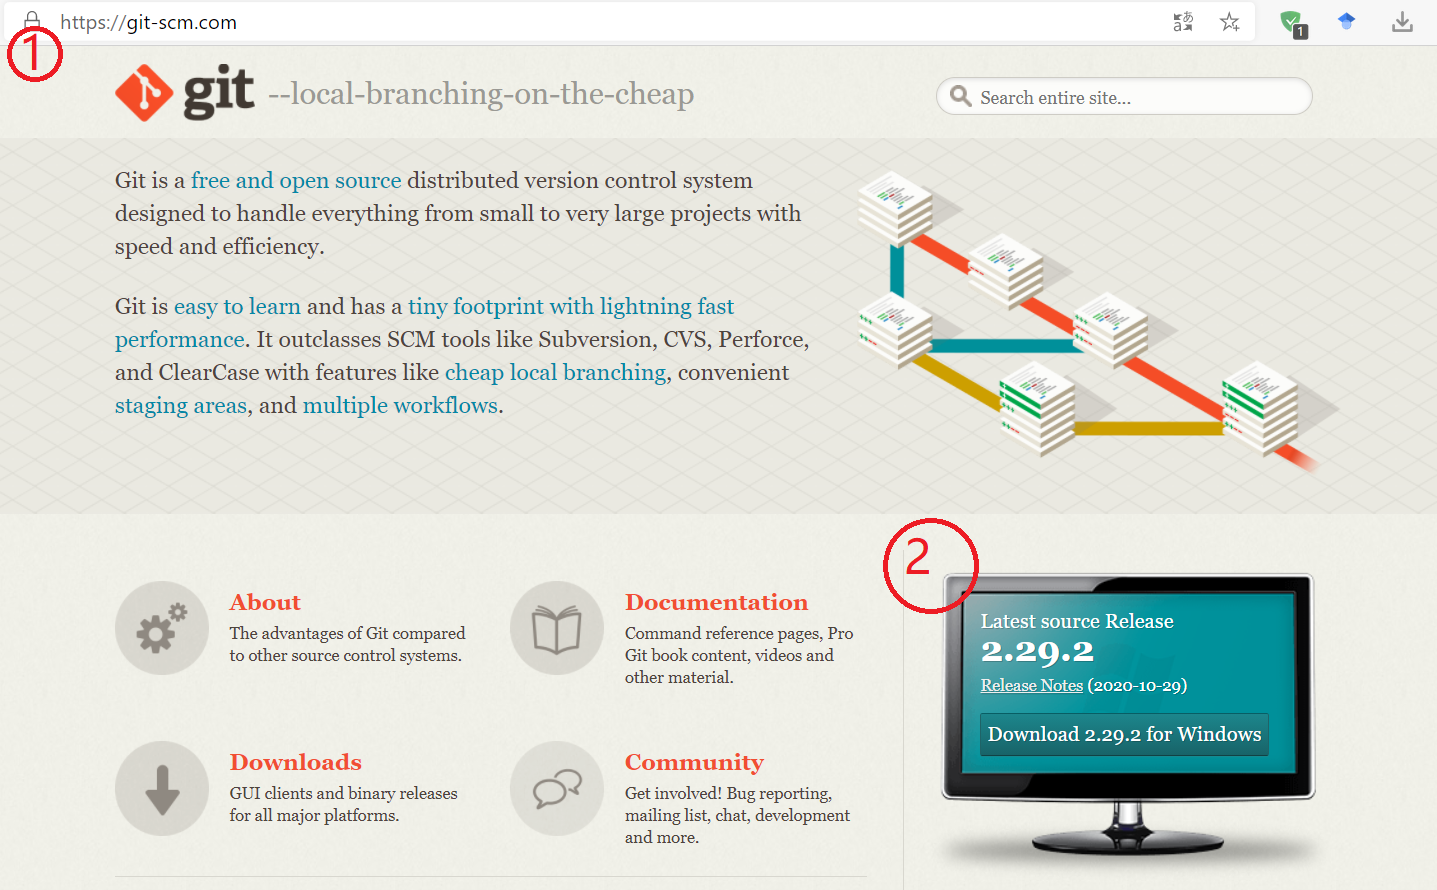 https://git-scm.com
1
1
git --local-branching-on-the-cheap
Search entire site...
Git is a free and open source distributed version control system
designed to handle everything from small to very large projects with
speed and efficiency.
Git is easy to learn and has a tiny footprint with lightning fast
performance. It outclasses SCM tools like Subversion, CVS, Perforce,
and ClearCase with features like cheap local branching, convenient
staging areas, and multiple workflows.
2
About
The advantages of Git compared
to other source control systems.
Documentation
Command reference pages, Pro
Git book content, videos and
other material.
Downloads
GUI clients and binary releases
for all major platforms.
Community
Get involved! Bug reporting,
mailing list, chat, development
and more.
Latest source Release
2.29.2
Release Notes (2020-10-29)
Download 2.29.2 for Windows